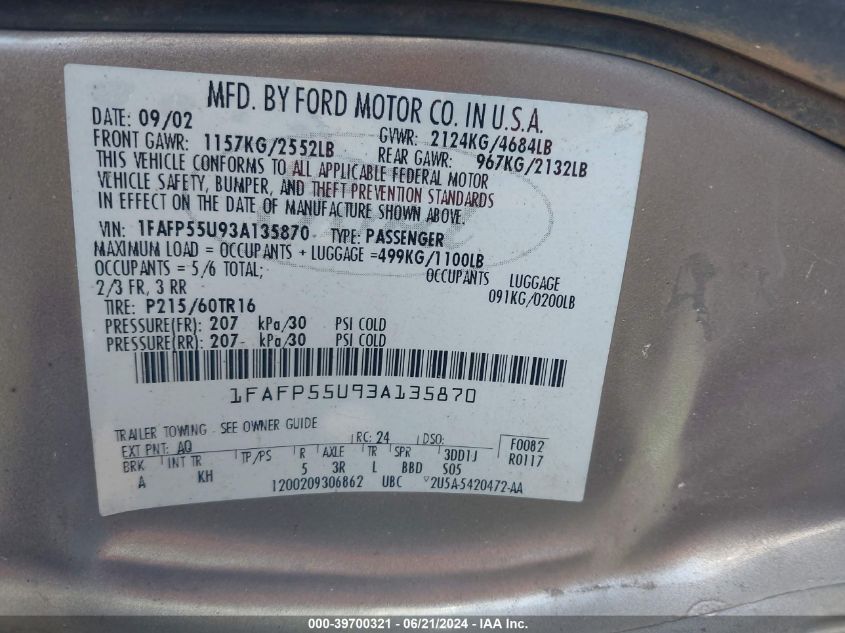 MFD. BY FORD MOTOR CO. IN U.S.A.
DATE: 09/02 GVWR: 2124KG/4684LB
FRONT GAWR: 1157KG/2552LB REAR GAWR: 967KG/2132LB
THIS VEHICLE CONFORMS TO ALL APPLICABLE FEDERAL MOTOR
VEHICLE SAFETY, BUMPER, AND THEFT PREVENTION STANDARDS
IN EFFECT ON THE DATE OF MANUFACTURE SHOWN ABOVE.
VIN: 1FAFP55U93A135870 TYPE: PASSENGER
MAXIMUM LOAD = OCCUPANTS + LUGGAGE =499KG/1100LB
OCCUPANTS = 5/6 TOTAL; OCCUPANTS LUGGAGE
2/3 FR, 3 RR 091KG/0200LB
TIRE: P215/60TR16
PRESSURE(FR): 207 kPa/30 PSI COLD
PRESSURE(RR): 207 kPa/30 PSI COLD
1FAFP55U93A135870
TRAILER TOWING - SEE OWNER GUIDE
EXT PNT: AQ RC: 24 DSO: F0082
BRK INT TR TP/PS R AXLE TR SPR 3DD1J R0117
A KH 5 3R L BBD S05
1200209306862 UBC 2U5A-5420472-AA
000-39700321 - 06/21/2024 - IAAI.com